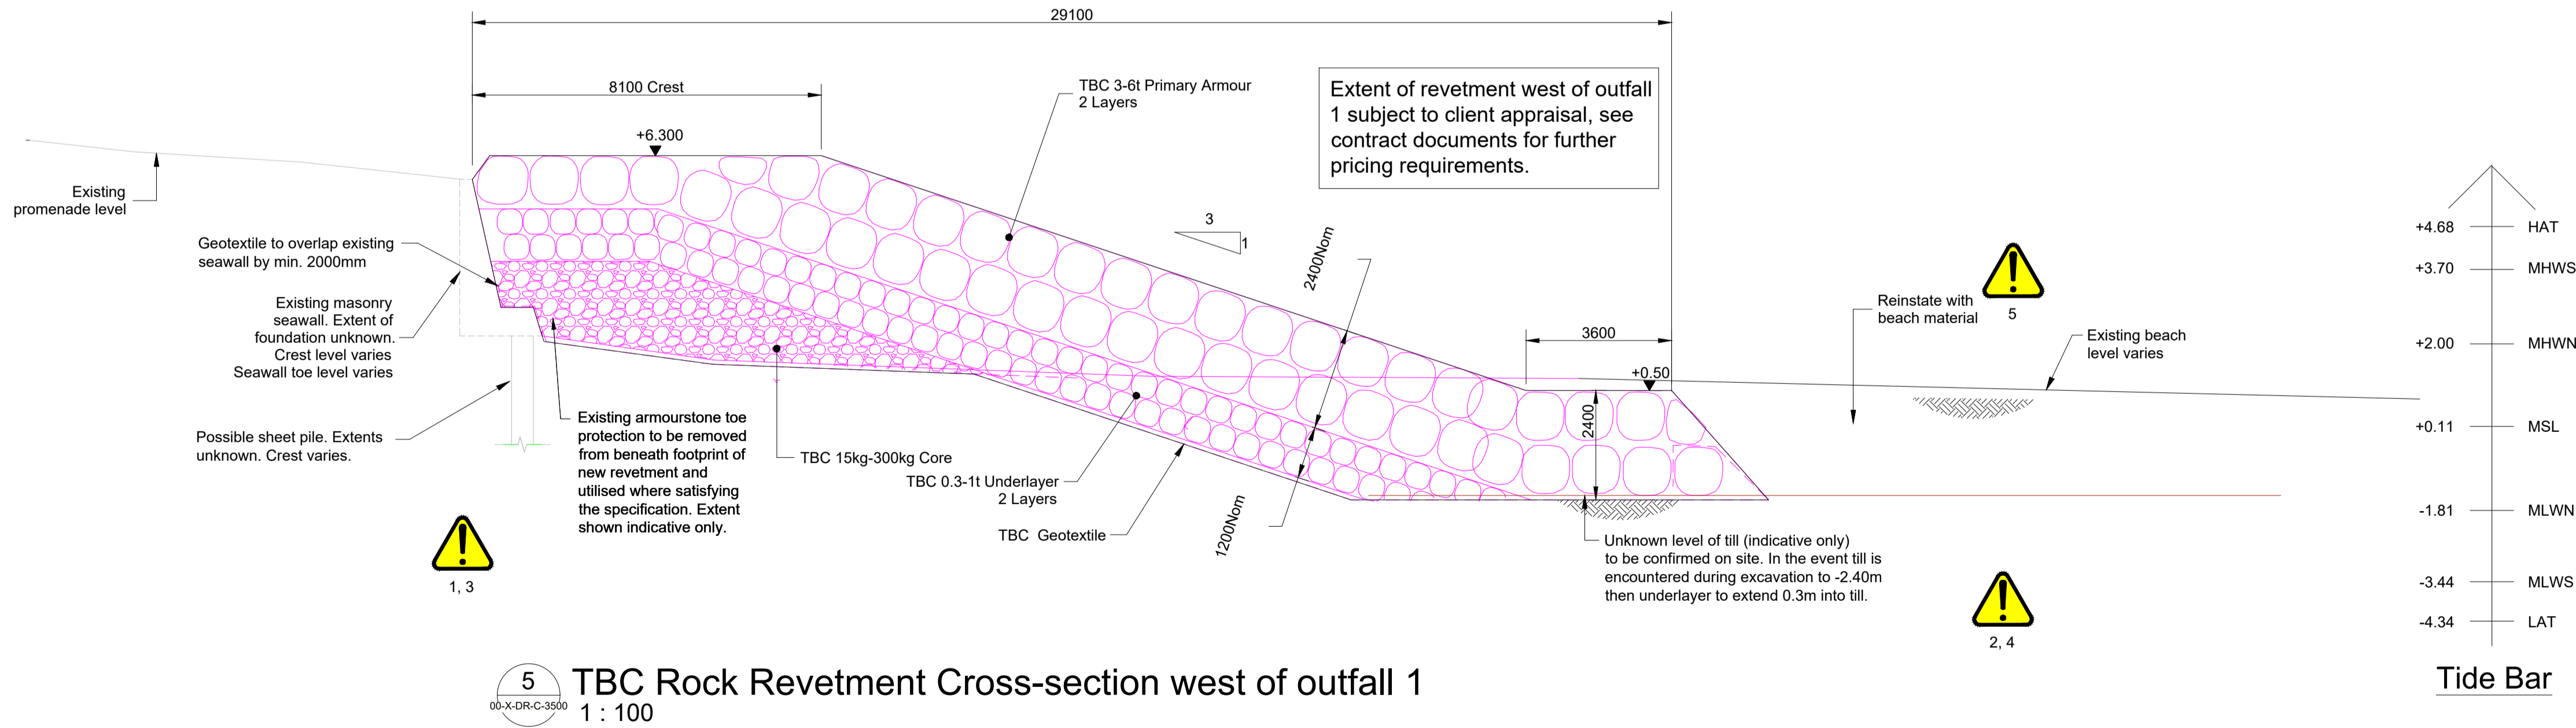 29100
8100 Crest
+6.300
TBC 3-6t Primary Armour
2 Layers
Extent of revetment west of outfall
1 subject to client appraisal, see
contract documents for further
pricing requirements.
Existing
promenade level
Geotextile to overlap existing
seawall by min. 2000mm
Existing masonry
seawall. Extent of
foundation unknown.
Crest level varies
Seawall toe level varies
Possible sheet pile. Extents
unknown. Crest varies.
Existing armourstone toe
protection to be removed
from beneath footprint of
new revetment and
utilised where satisfying
the specification. Extent
shown indicative only.
TBC 15kg-300kg Core
TBC 0.3-1t Underlayer
2 Layers
TBC Geotextile
3
1
2400Nom
1200Nom
3600
+0.50
2400
Reinstate with
beach material
5
Existing beach
level varies
Unknown level of till (indicative only)
to be confirmed on site. In the event till is
encountered during excavation to -2.40m
then underlayer to extend 0.3m into till.
1, 3
2, 4
+4.68 HAT
+3.70 MHWS
+2.00 MHWN
+0.11 MSL
-1.81 MLWN
-3.44 MLWS
-4.34 LAT
Tide Bar
5
00-X-DR-C-3500
TBC Rock Revetment Cross-section west of outfall 1
1 : 100